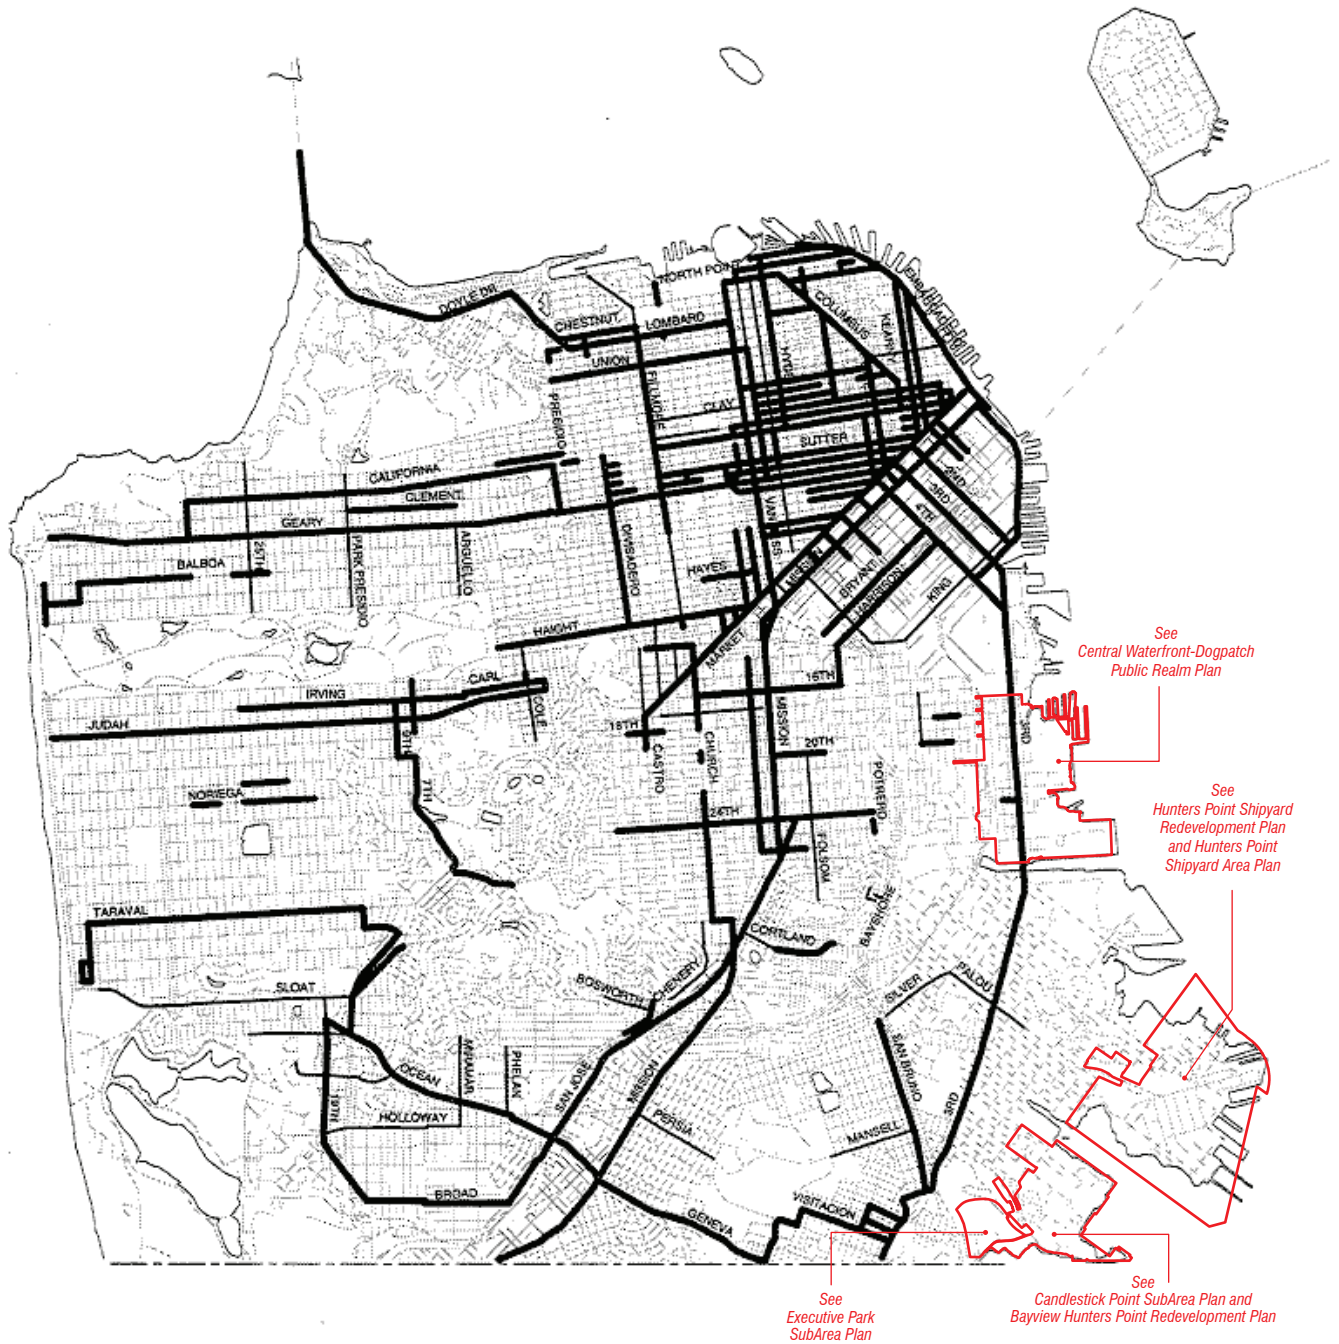 NORTH POINT
EMBARCADERO
DOYLE DR
COLUMBUS
KEARNY
CHESTNUT
LOMBARD
HYDE
UNION
FILLMORE
PRESIDIO
CLAY
SUTTER
CALIFORNIA
CLEMENT
2ND
3RD
4TH
VAN NESS
GEARY
25TH
PARK PRESIDIO
ARGUELLO
DIVISADERO
BALBOA
HAYES
MISSION
BRYANT
HARRISON
KING
HAIGHT
MARKET
See
Central Waterfront-Dogpatch
Public Realm Plan
CARL
IRVING
16TH
COLE
JUDAH
9TH
18TH
CASTRO
CHURCH
MISSION
20TH
3RD
7TH
POTRERO
NORIEGA
24TH
FOLSOM
See
Hunters Point Shipyard
Redevelopment Plan
and Hunters Point
Shipyard Area Plan
TARAVAL
BAYSHORE
CORTLAND
SLOAT
BOSWORTH
CHENERY
SILVER
PALOU
SAN BRUNO
OCEAN
MIRAMAR
PHELAN
SAN JOSE
MISSION
3RD
19TH
HOLLOWAY
PERSIA
MANSELL
BROAD
GENEVA
VISITACION
See
Executive Park
SubArea Plan
See
Candlestick Point SubArea Plan and
Bayview Hunters Point Redevelopment Plan